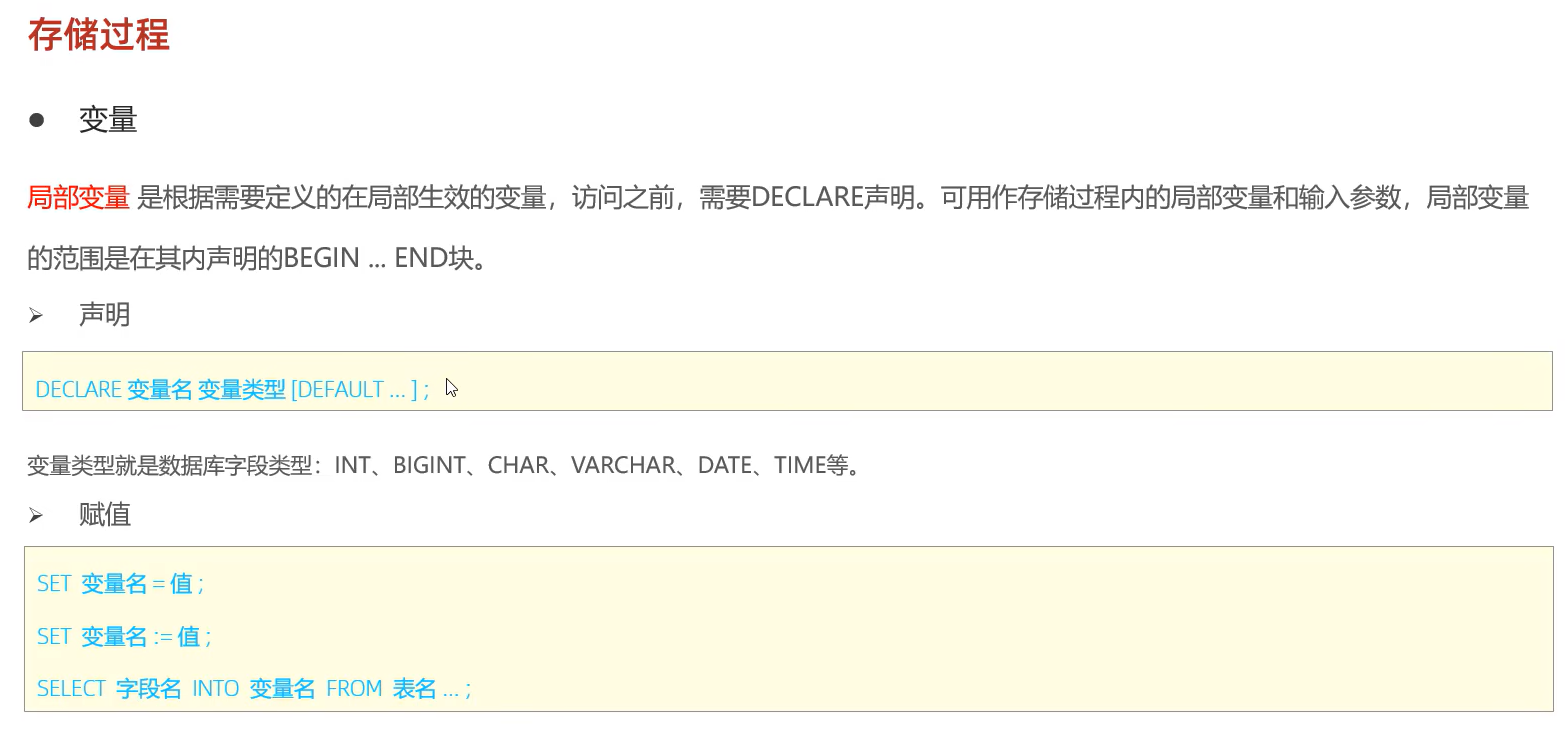 存储过程
● 变量
局部变量 是根据需要定义的在局部生效的变量，访问之前，需要DECLARE声明。可用作存储过程内的局部变量和输入参数，局部变量
的范围是在其内声明的BEGIN ... END块。
➢ 声明
DECLARE 变量名 变量类型 [DEFAULT ... ] ;
变量类型就是数据库字段类型：INT、BIGINT、CHAR、VARCHAR、DATE、TIME等。
➢ 赋值
SET 变量名 = 值 ;
SET 变量名 := 值 ;
SELECT 字段名 INTO 变量名 FROM 表名 ... ;